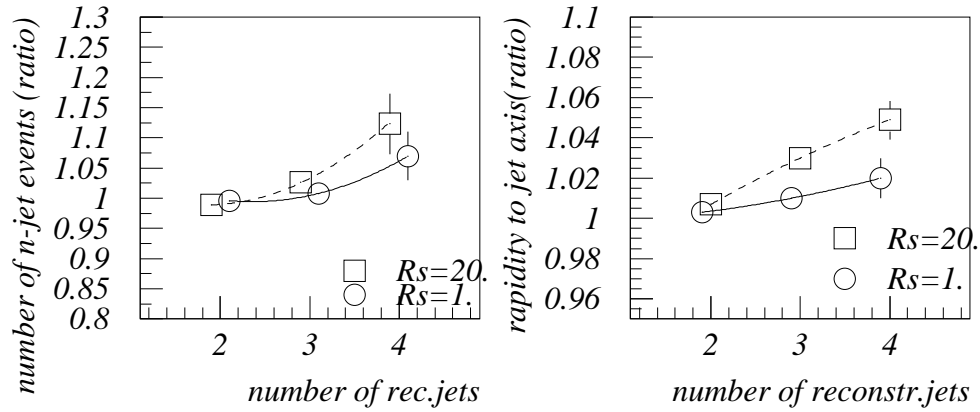 number of n-jet events (ratio)
1.3
1.25
1.2
1.15
1.1
1.05
1
0.95
0.9
0.85
0.8
Rs=20.
Rs=1.
2 3 4
number of rec.jets
rapidity to jet axis(ratio)
1.1
1.08
1.06
1.04
1.02
1
0.98
0.96
Rs=20.
Rs=1.
2 3 4
number of reconstr.jets